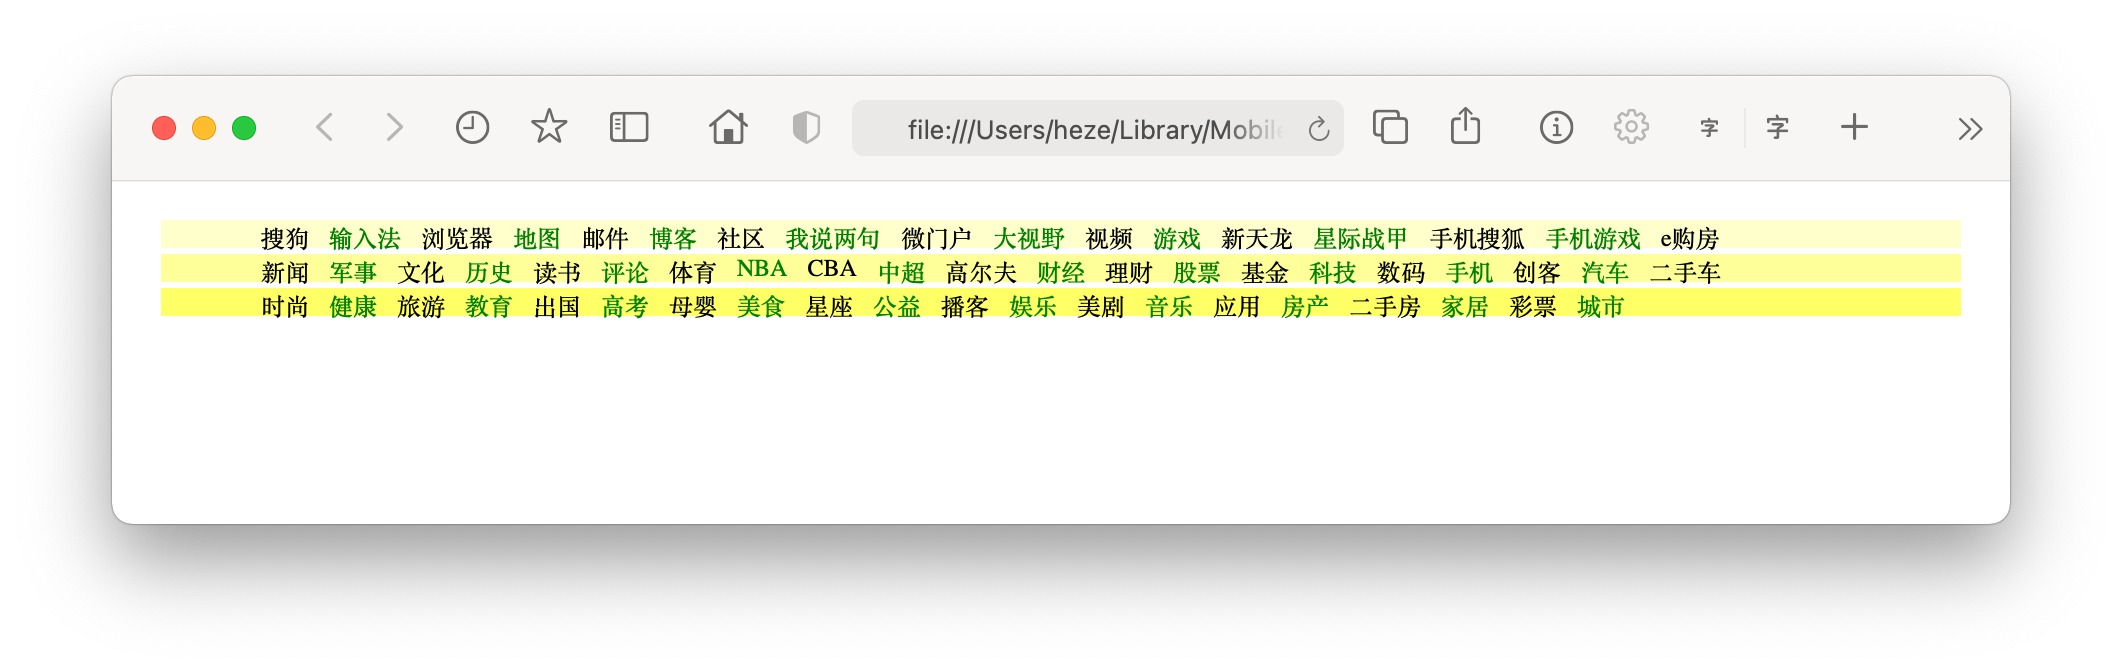 file:///Users/heze/Library/Mobile
字 字
搜狗 输入法 浏览器 地图 邮件 博客 社区 我说两句 微门户 大视野 视频 游戏 新天龙 星际战甲 手机搜狐 手机游戏 e购房
新闻 军事 文化 历史 读书 评论 体育 NBA CBA 中超 高尔夫 财经 理财 股票 基金 科技 数码 手机 创客 汽车 二手车
时尚 健康 旅游 教育 出国 高考 母婴 美食 星座 公益 播客 娱乐 美剧 音乐 应用 房产 二手房 家居 彩票 城市